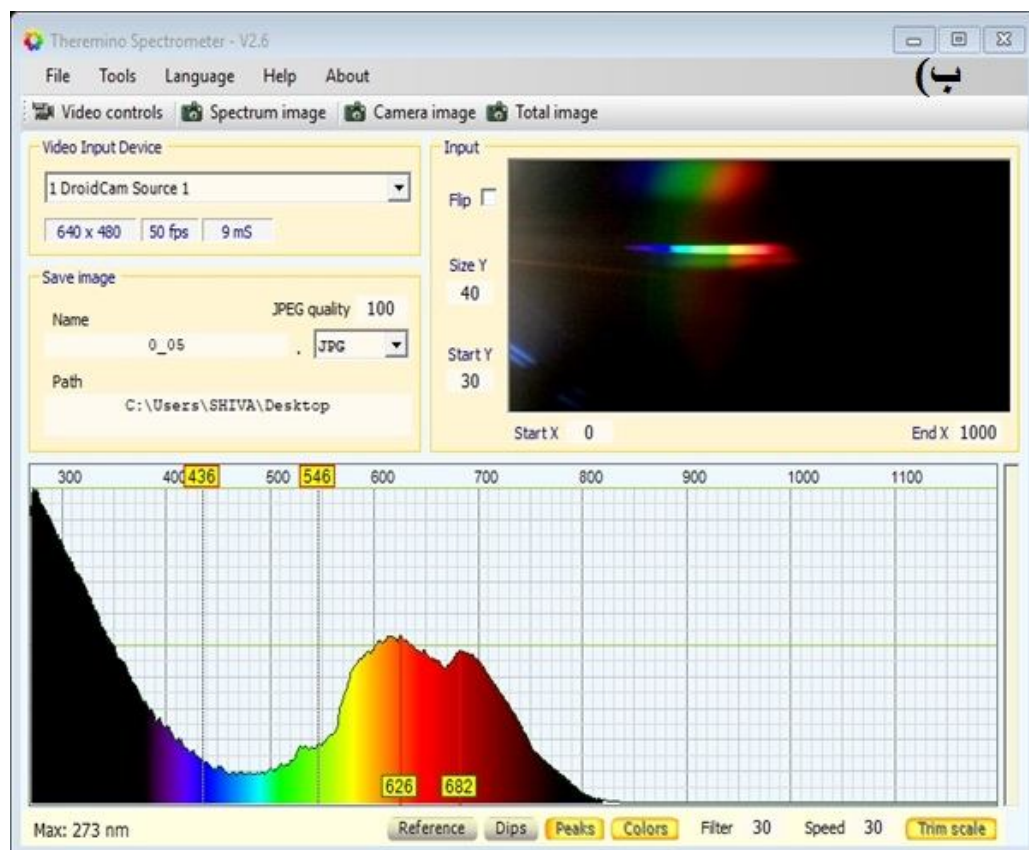 Theremino Spectrometer - V2.6
File Tools Language Help About
ب)
Video controls Spectrum image Camera image Total image
Video Input Device
1 DroidCam Source 1
640 x 480 50 fps 9 mS
Input
Flip
Size Y
40
Start Y
30
Start X 0 End X 1000
Save image
Name JPEG quality 100
0_05 . JPG
Path
C:\Users\SHIVA\Desktop
300 400 436 500 546 600 700 800 900 1000 1100
626 682
Max: 273 nm Reference Dips Peaks Colors Filter 30 Speed 30 Trim scale